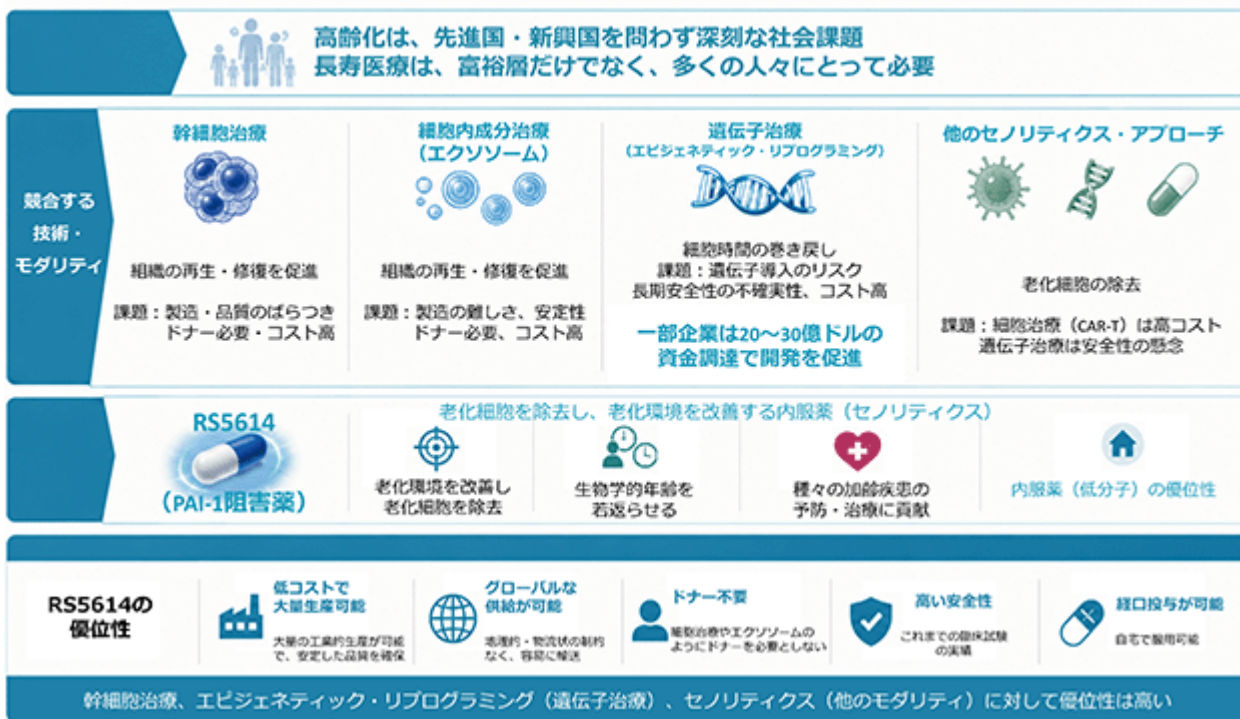 高齢化は、先進国・新興国を問わず深刻な社会課題
長寿医療は、富裕層だけでなく、多くの人々にとって必要
競合する
技術・
モダリティ
幹細胞治療
組織の再生・修復を促進
課題：製造・品質のばらつき
ドナー必要・コスト高
細胞内成分治療
（エクソソーム）
組織の再生・修復を促進
課題：製造の難しさ、安定性
ドナー必要、コスト高
遺伝子治療
（エピジェネティック・リプログラミング）
細胞時間の巻き戻し
課題：遺伝子導入のリスク
長期安全性の不確実性、コスト高
一部企業は20～30億ドルの
資金調達で開発を促進
他のセノリティクス・アプローチ
老化細胞の除去
課題：細胞治療（CAR-T）は高コスト
遺伝子治療は安全性の懸念
老化細胞を除去し、老化環境を改善する内服薬（セノリティクス）
RS5614
（PAI-1阻害薬）
老化環境を改善し
老化細胞を除去
生物学的年齢を
若返らせる
種々の加齢疾患の
予防・治療に貢献
内服薬（低分子）の優位性
RS5614の
優位性
低コストで
大量生産可能
大量の工業的生産が可能
で、安定した品質を確保
グローバルな
供給が可能
地理的・物流状の制約
なく、容易に輸送
ドナー不要
細胞治療やエクソソームの
ようにドナーを必要としない
高い安全性
これまでの臨床試験
の実績
経口投与が可能
自宅で服用可能
幹細胞治療、エピジェネティック・リプログラミング（遺伝子治療）、セノリティクス（他のモダリティ）に対して優位性は高い